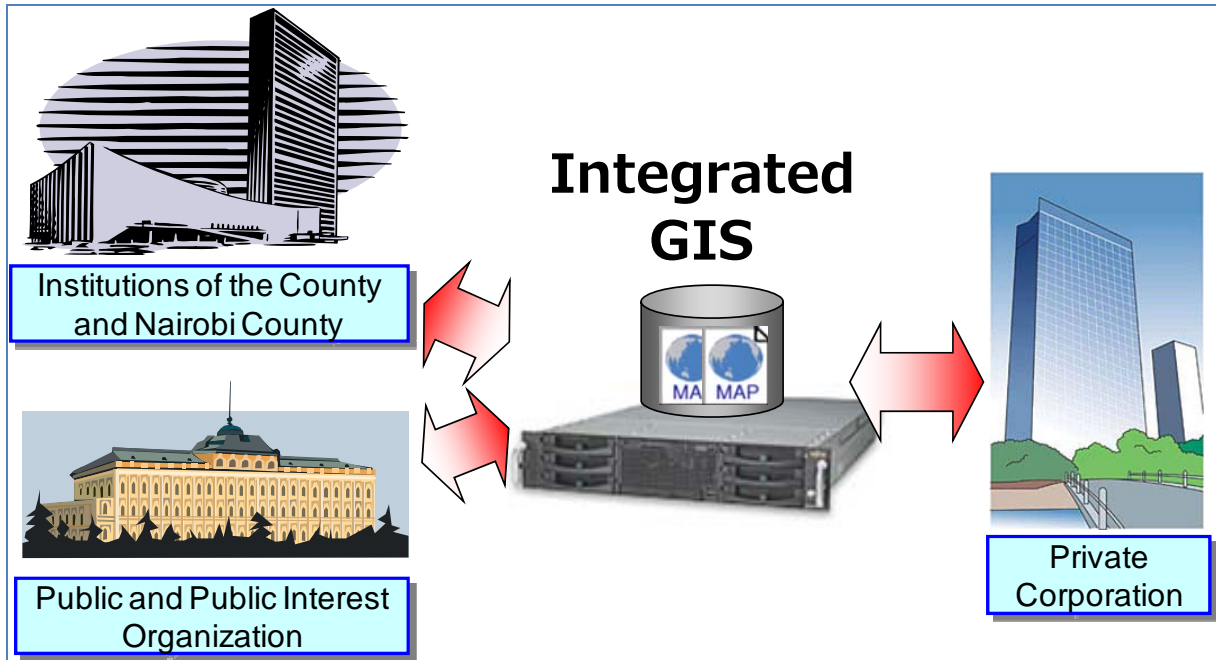 Integrated
GIS
Institutions of the County
and Nairobi County
MA MAP
Public and Public Interest
Organization
Private
Corporation